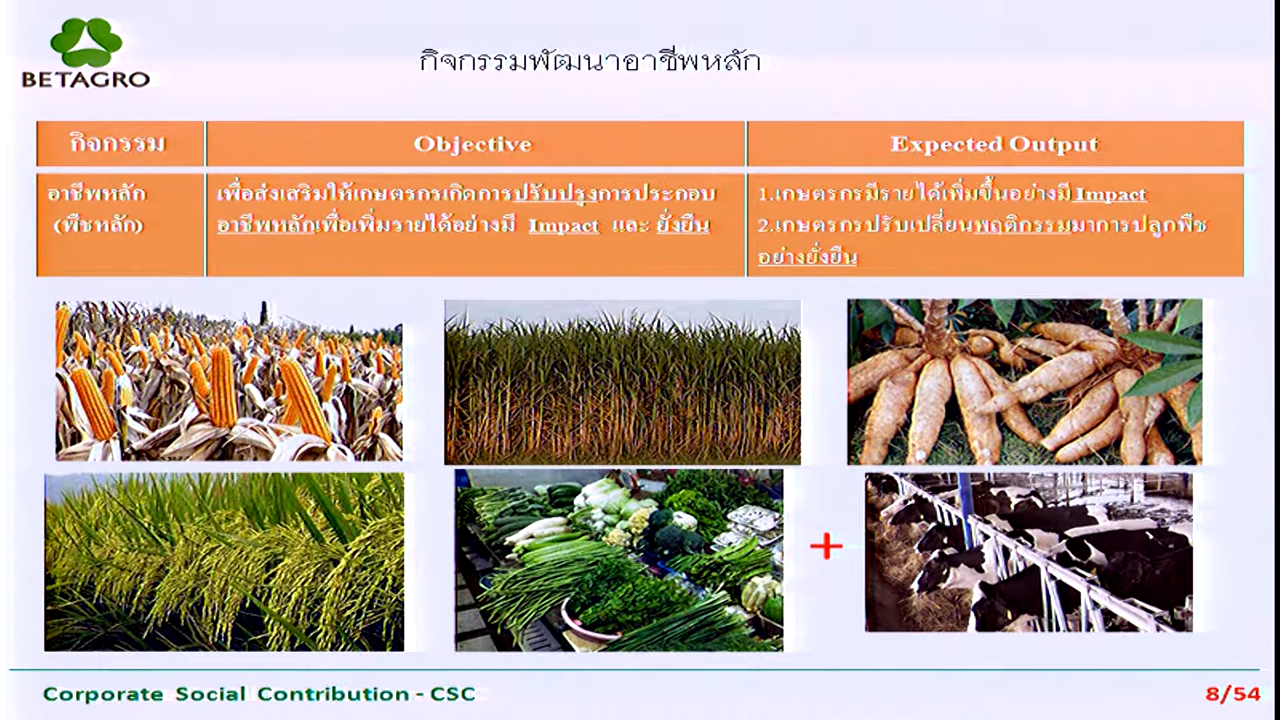 BETAGRO
กิจกรรมพัฒนาอาชีพหลัก
กิจกรรม
Objective
Expected Output
อาชีพหลัก
(พืชหลัก)
เพื่อส่งเสริมให้เกษตรกรเกิดการปรับปรุงการประกอบ
อาชีพหลักเพื่อเพิ่มรายได้อย่างมี Impact และ ยั่งยืน
1.เกษตรกรมีรายได้เพิ่มขึ้นอย่างมี Impact
2.เกษตรกรปรับเปลี่ยนพฤติกรรมมาการปลูกพืช
อย่างยั่งยืน
+
Corporate Social Contribution - CSC
8/54